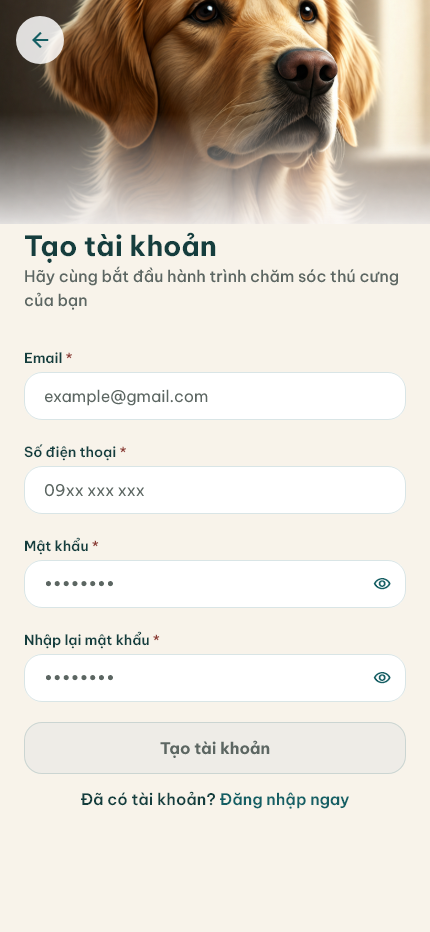 Tạo tài khoản
Hãy cùng bắt đầu hành trình chăm sóc thú cưng
của bạn
Email *
example@gmail.com
Số điện thoại *
09xx xxx xxx
Mật khẩu *
••••••••
Nhập lại mật khẩu *
••••••••
Tạo tài khoản
Đã có tài khoản? Đăng nhập ngay